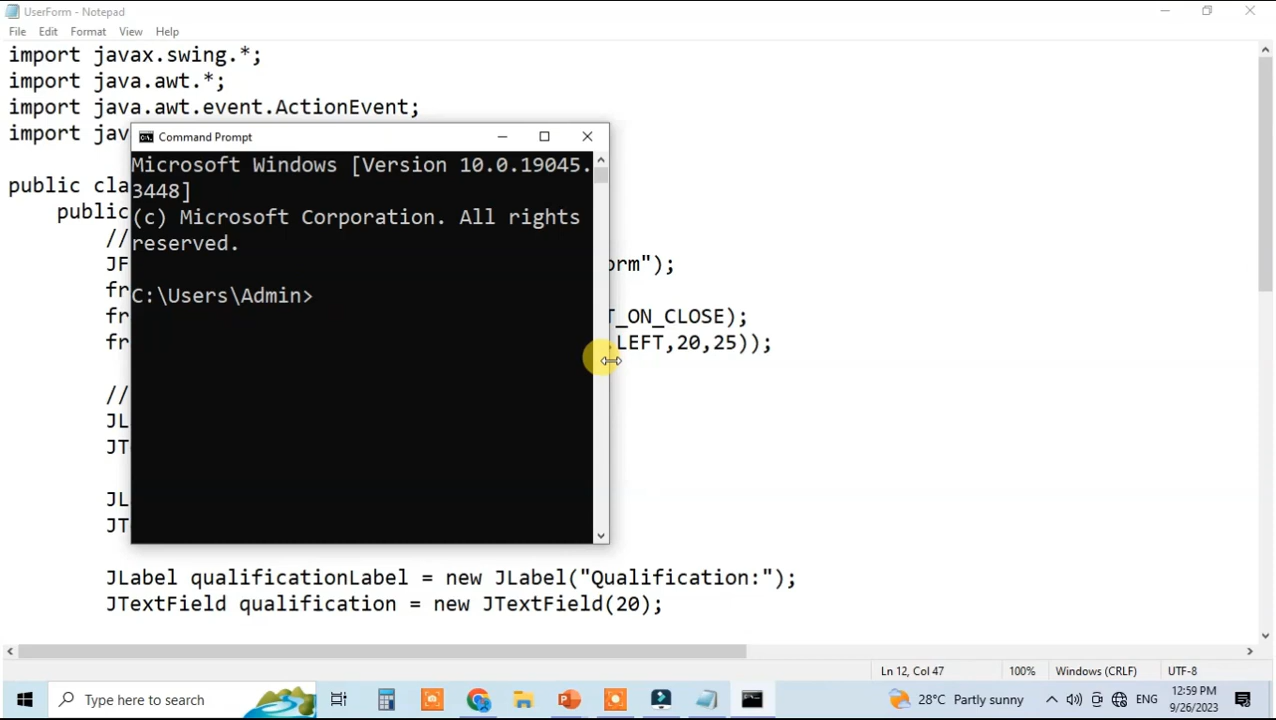 UserForm - Notepad
File Edit Format View Help
import javax.swing.*;
import java.awt.*;
import java.awt.event.ActionEvent;
import jav
public cla
public
//
JF
orm");
fr
fr
T_ON_CLOSE);
fr
.LEFT,20,25));
//
JL
JT
JL
JT
JLabel qualificationLabel = new JLabel("Qualification:");
JTextField qualification = new JTextField(20);
Command Prompt
Microsoft Windows [Version 10.0.19045.
3448]
(c) Microsoft Corporation. All rights
reserved.
C:\Users\Admin>
Ln 12, Col 47 100% Windows (CRLF) UTF-8
Type here to search
28°C Partly sunny
ENG
12:59 PM
9/26/2023